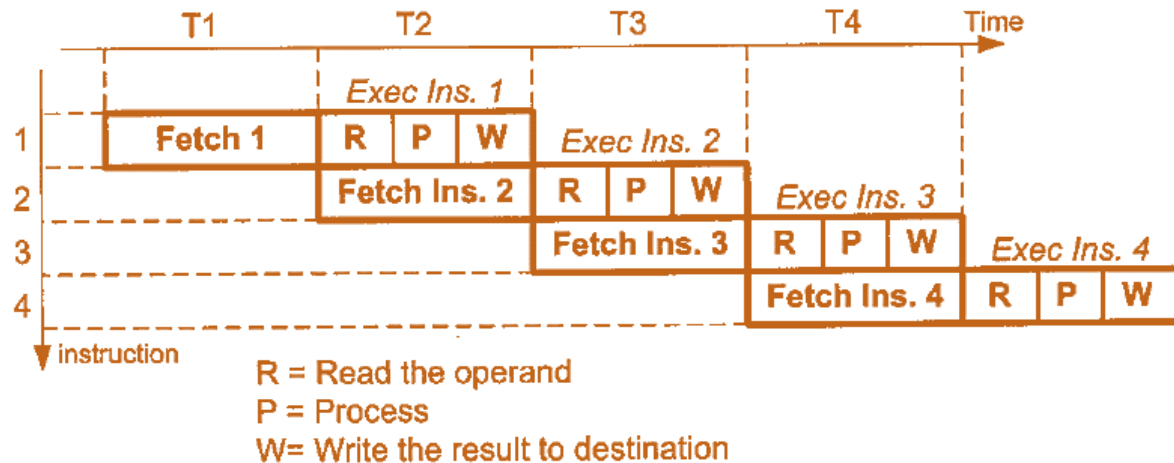 T1 T2 T3 T4 Time
Exec Ins. 1
1 Fetch 1 R P W Exec Ins. 2
2 Fetch Ins. 2 R P W Exec Ins. 3
3 Fetch Ins. 3 R P W Exec Ins. 4
4 Fetch Ins. 4 R P W
instruction
R = Read the operand
P = Process
W= Write the result to destination